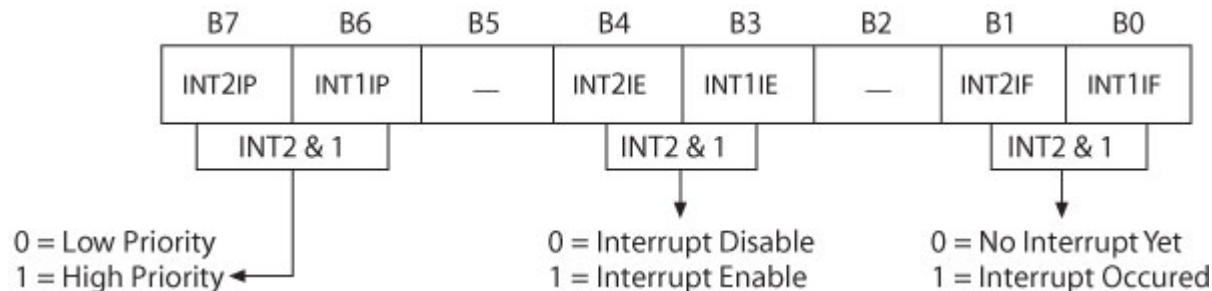 B7 B6 B5 B4 B3 B2 B1 B0
INT2IP INT1IP — INT2IE INT1IE — INT2IF INT1IF
INT2 & 1 INT2 & 1 INT2 & 1
0 = Low Priority 0 = Interrupt Disable 0 = No Interrupt Yet
1 = High Priority 1 = Interrupt Enable 1 = Interrupt Occured